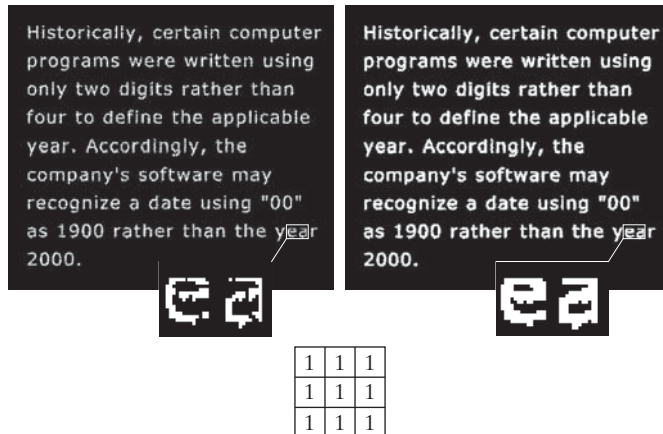 Historically, certain computer
programs were written using
only two digits rather than
four to define the applicable
year. Accordingly, the
company's software may
recognize a date using "00"
as 1900 rather than the year
2000.
ea
Historically, certain computer
programs were written using
only two digits rather than
four to define the applicable
year. Accordingly, the
company's software may
recognize a date using "00"
as 1900 rather than the year
2000.
ea
1 1 1
1 1 1
1 1 1